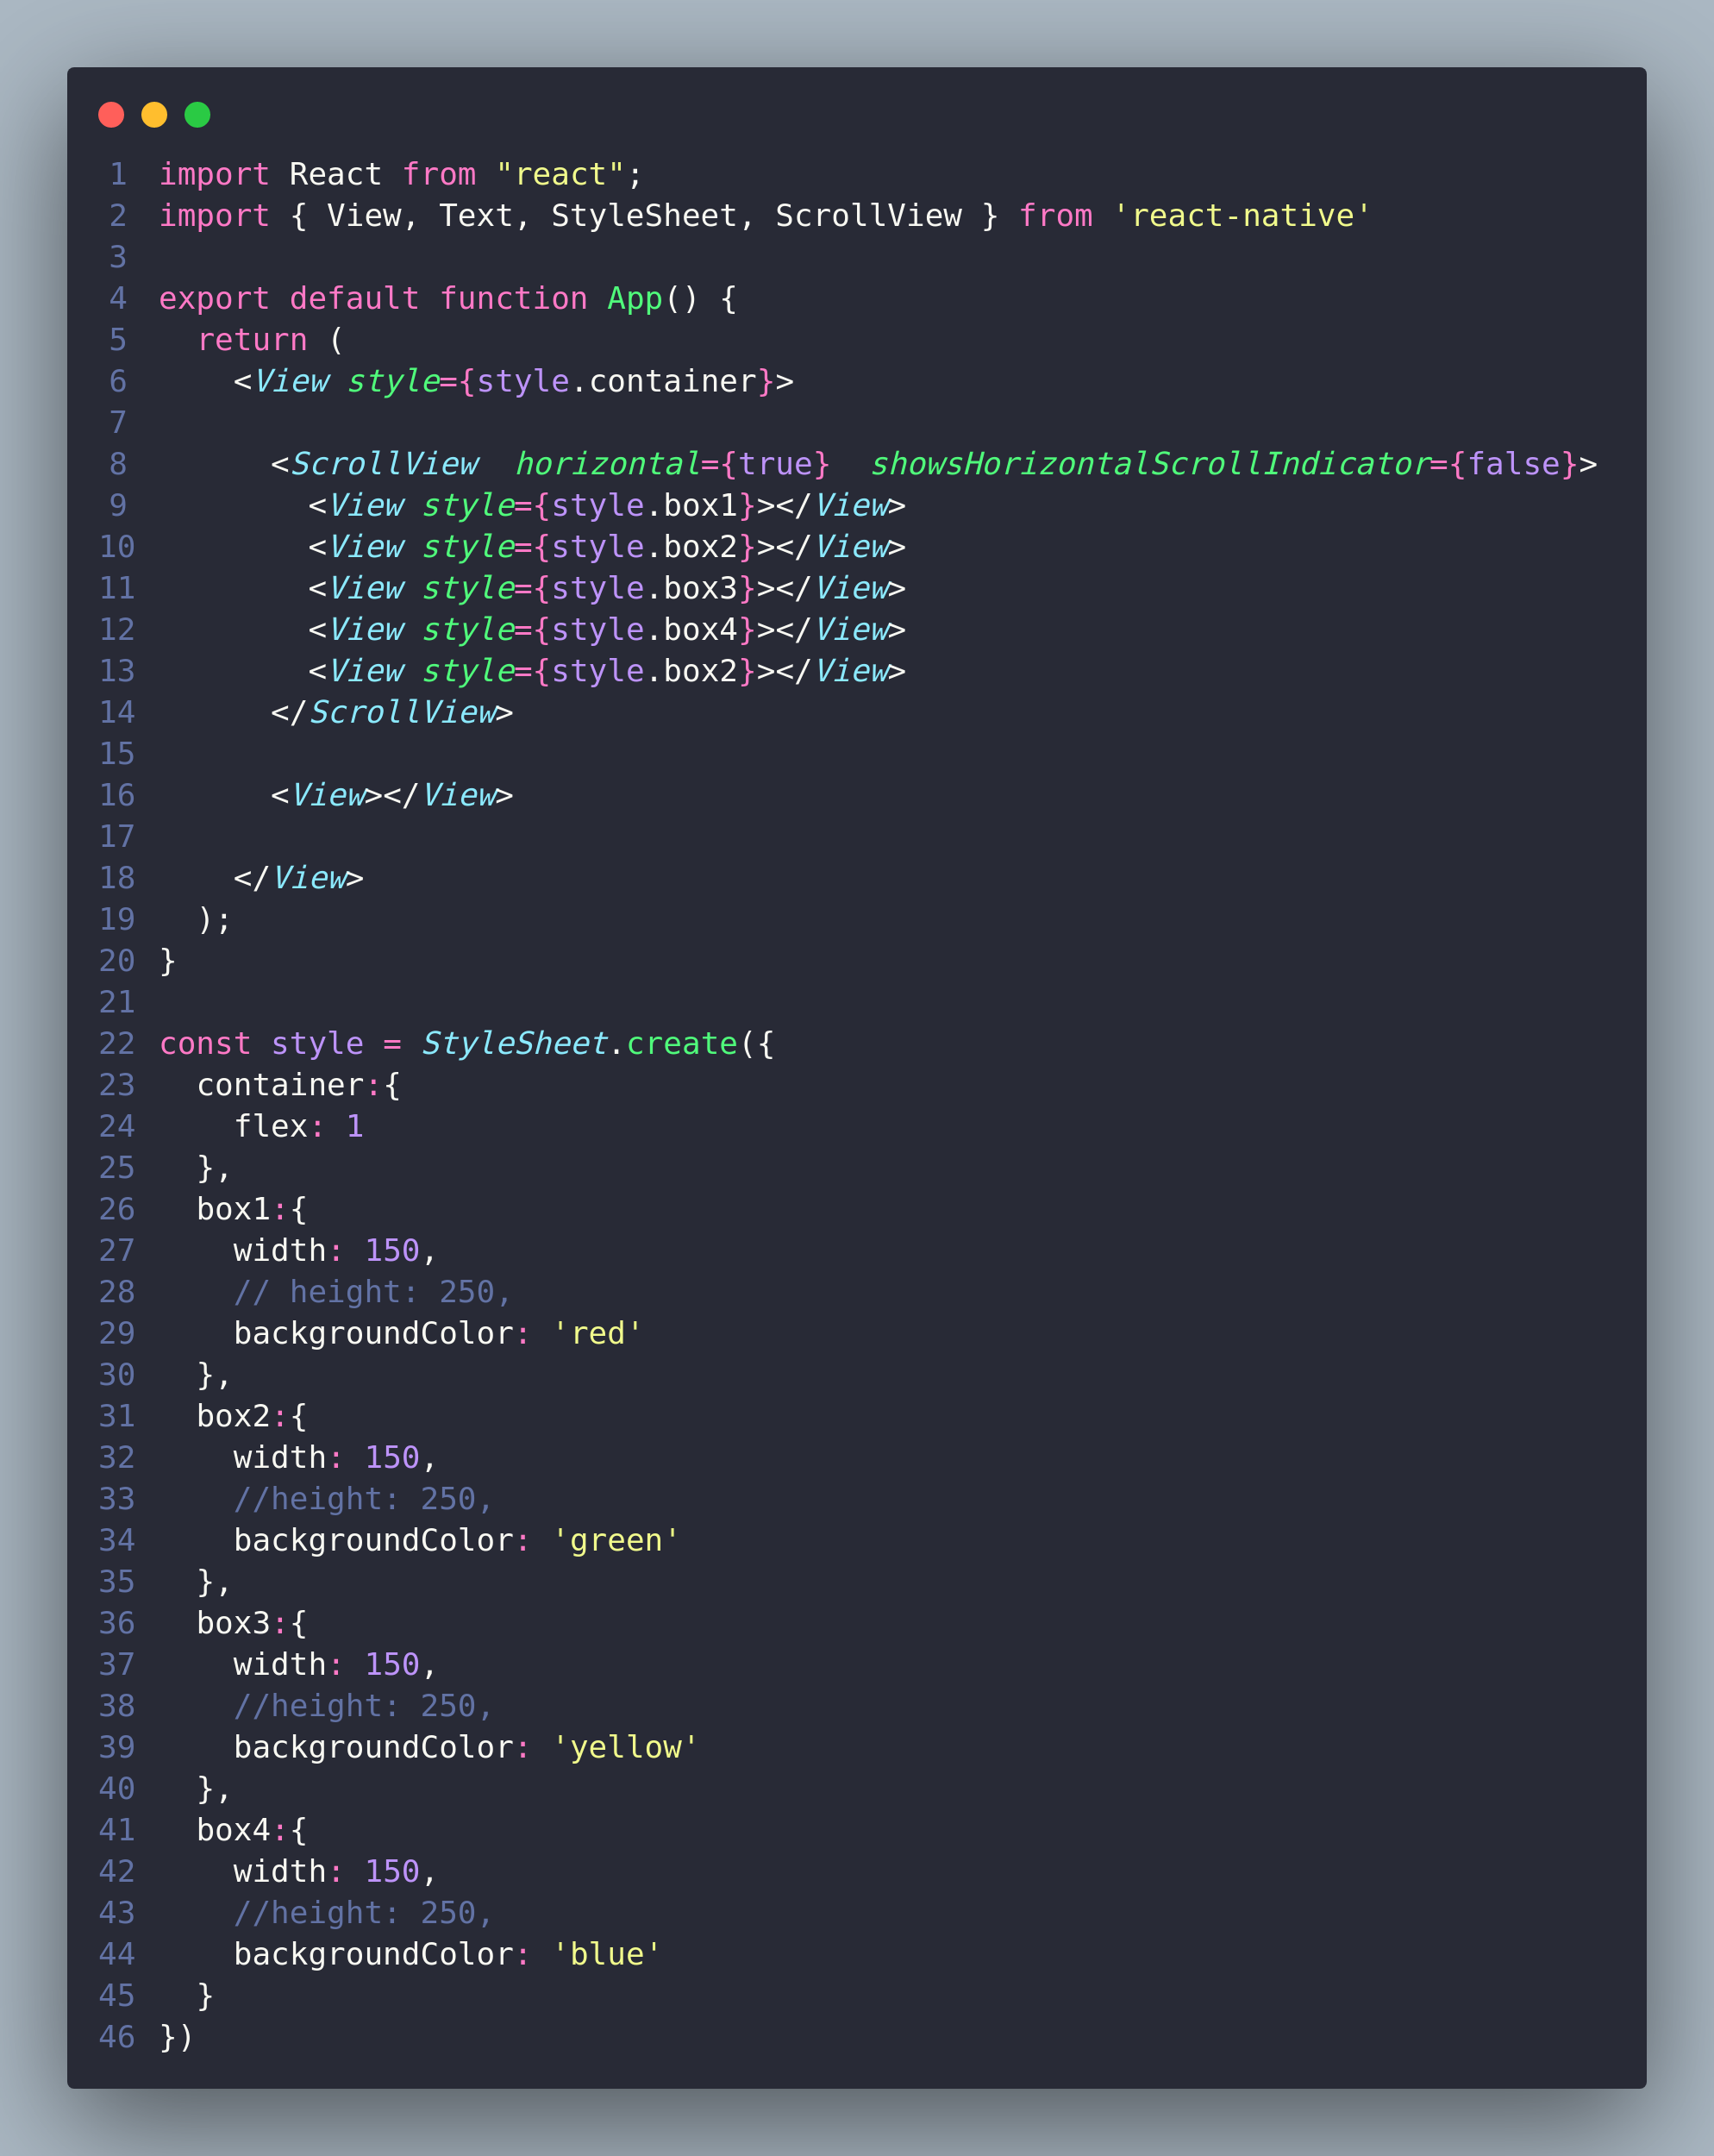 1 import React from "react";
2 import { View, Text, StyleSheet, ScrollView } from 'react-native'
3
4 export default function App() {
5   return (
6     <View style={style.container}>
7
8       <ScrollView  horizontal={true}  showsHorizontalScrollIndicator={false}>
9         <View style={style.box1}></View>
10         <View style={style.box2}></View>
11         <View style={style.box3}></View>
12         <View style={style.box4}></View>
13         <View style={style.box2}></View>
14       </ScrollView>
15
16       <View></View>
17
18     </View>
19   );
20 }
21
22 const style = StyleSheet.create({
23   container:{
24     flex: 1
25   },
26   box1:{
27     width: 150,
28     // height: 250,
29     backgroundColor: 'red'
30   },
31   box2:{
32     width: 150,
33     //height: 250,
34     backgroundColor: 'green'
35   },
36   box3:{
37     width: 150,
38     //height: 250,
39     backgroundColor: 'yellow'
40   },
41   box4:{
42     width: 150,
43     //height: 250,
44     backgroundColor: 'blue'
45   }
46 })